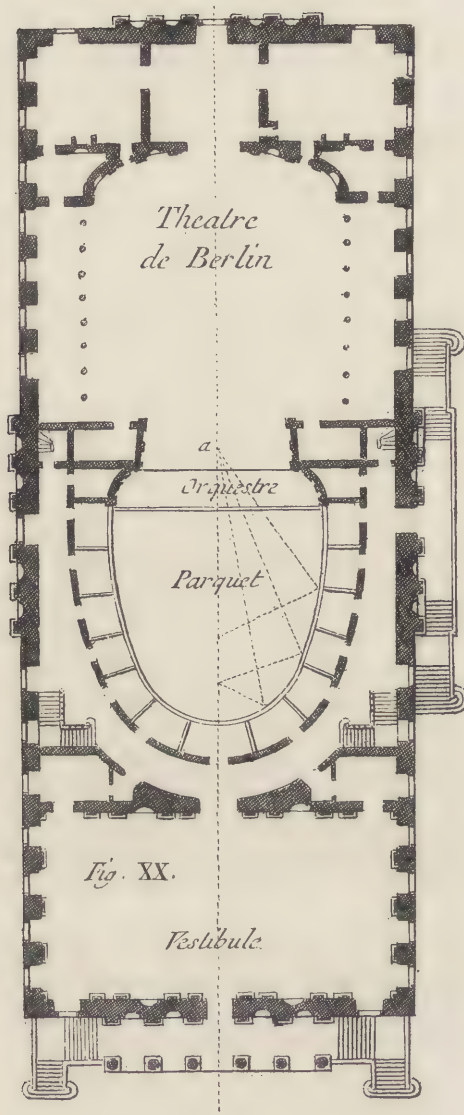 Theatre
de Berlin
a
Orquestre
Parquet
Fig. XX.
Vestibule.